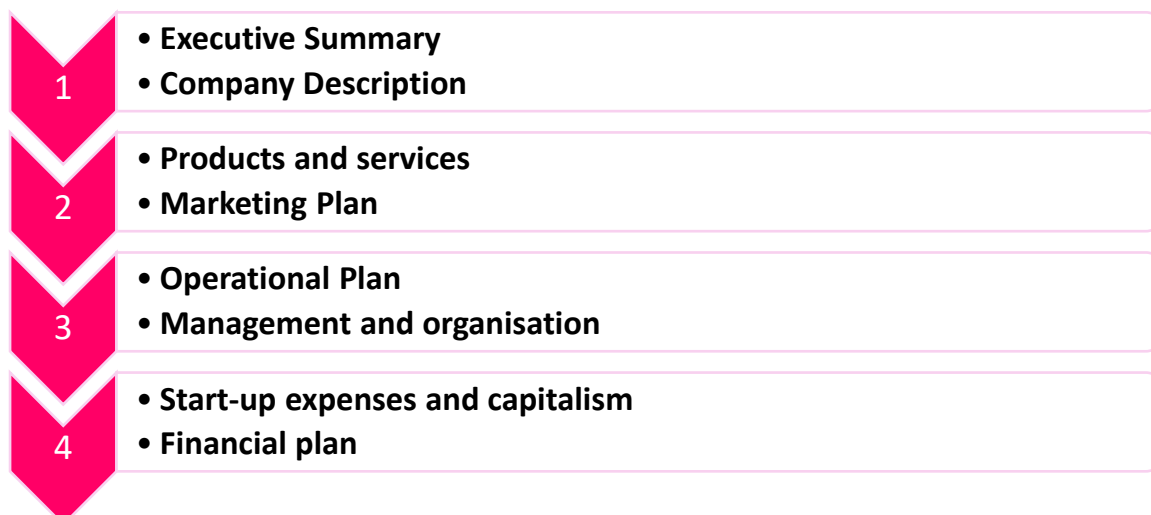 1
• Executive Summary
• Company Description
2
• Products and services
• Marketing Plan
3
• Operational Plan
• Management and organisation
4
• Start-up expenses and capitalism
• Financial plan